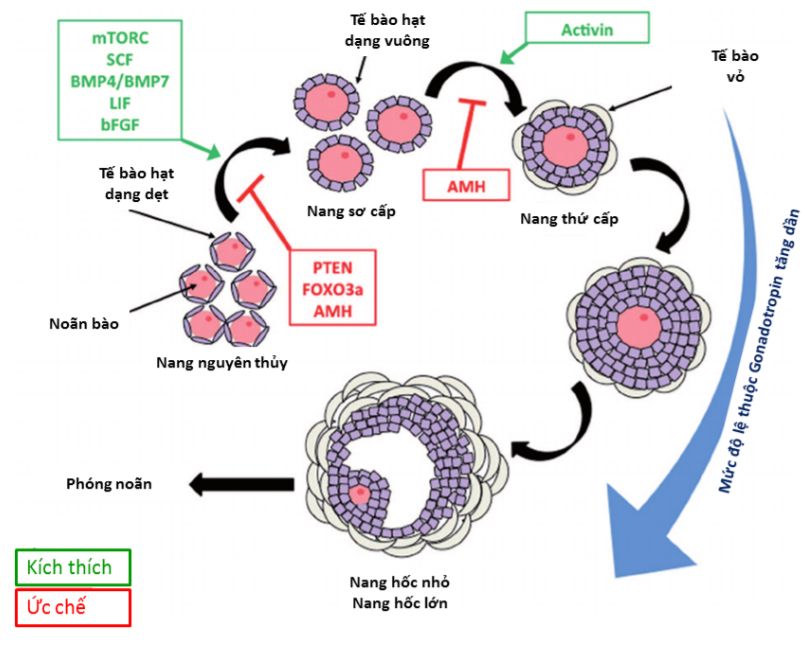 mTORC
SCF
BMP4/BMP7
LIF
bFGF
Tế bào hạt
dạng vuông
Activin
Tế bào
vỏ
Tế bào hạt
dạng dẹt
AMH
Nang sơ cấp
Nang thứ cấp
PTEN
FOXO3a
AMH
Noãn bào
Nang nguyên thủy
Mức độ lệ thuộc Gonadotropin tăng dần
Phóng noãn
Nang hốc nhỏ
Nang hốc lớn
Kích thích
Ức chế